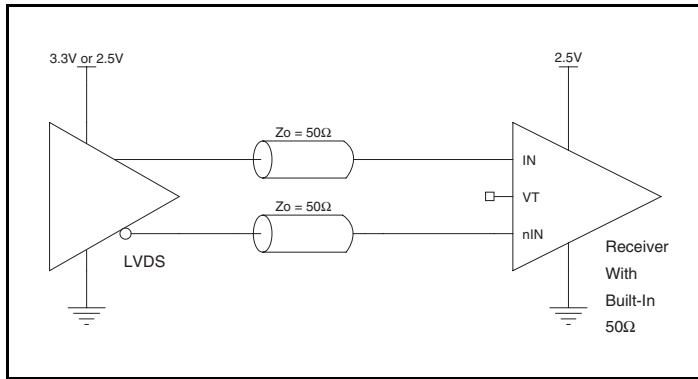 3.3V or 2.5V
2.5V
Zo = 50Ω
IN
VT
Zo = 50Ω
nIN
LVDS
Receiver
With
Built-In
50Ω